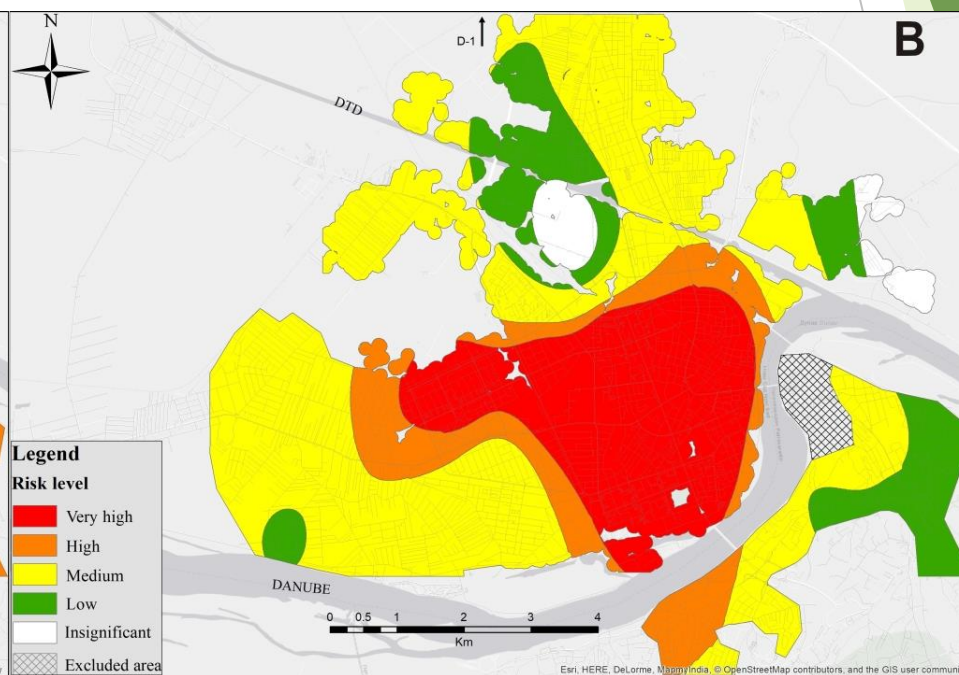 N
D-1
B
DTD
Legend
Risk level
Very high
High
Medium
Low
Insignificant
Excluded area
DANUBE
0 0.5 1 2 3 4
Km
Esri, HERE, DeLorme, MapmyIndia, © OpenStreetMap contributors, and the GIS user